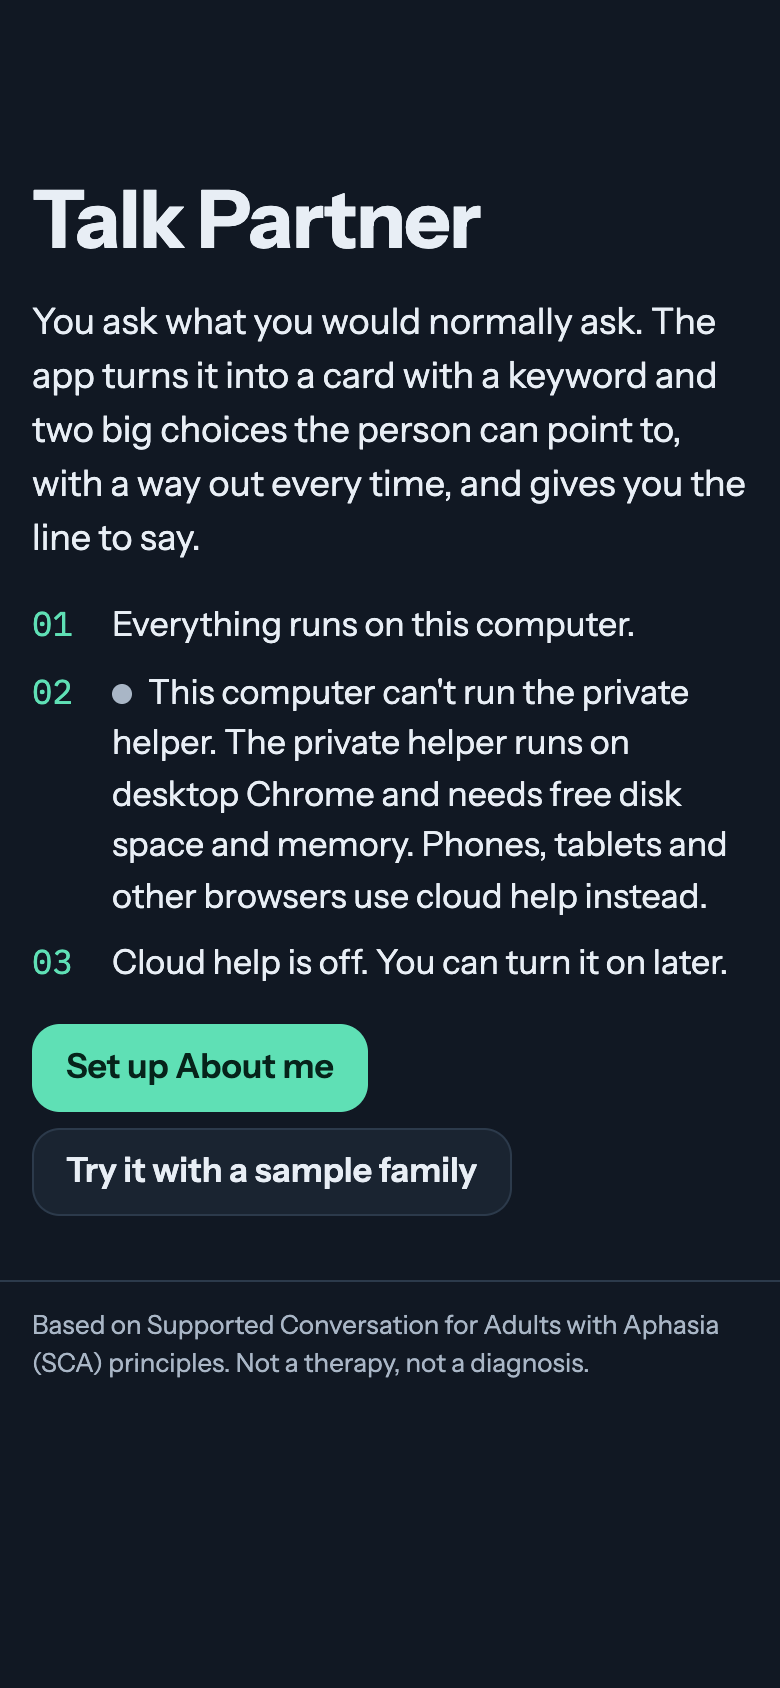 Talk Partner
You ask what you would normally ask. The
app turns it into a card with a keyword and
two big choices the person can point to,
with a way out every time, and gives you the
line to say.
01 Everything runs on this computer.
02 This computer can't run the private
helper. The private helper runs on
desktop Chrome and needs free disk
space and memory. Phones, tablets and
other browsers use cloud help instead.
03 Cloud help is off. You can turn it on later.
Set up About me
Try it with a sample family
Based on Supported Conversation for Adults with Aphasia
(SCA) principles. Not a therapy, not a diagnosis.